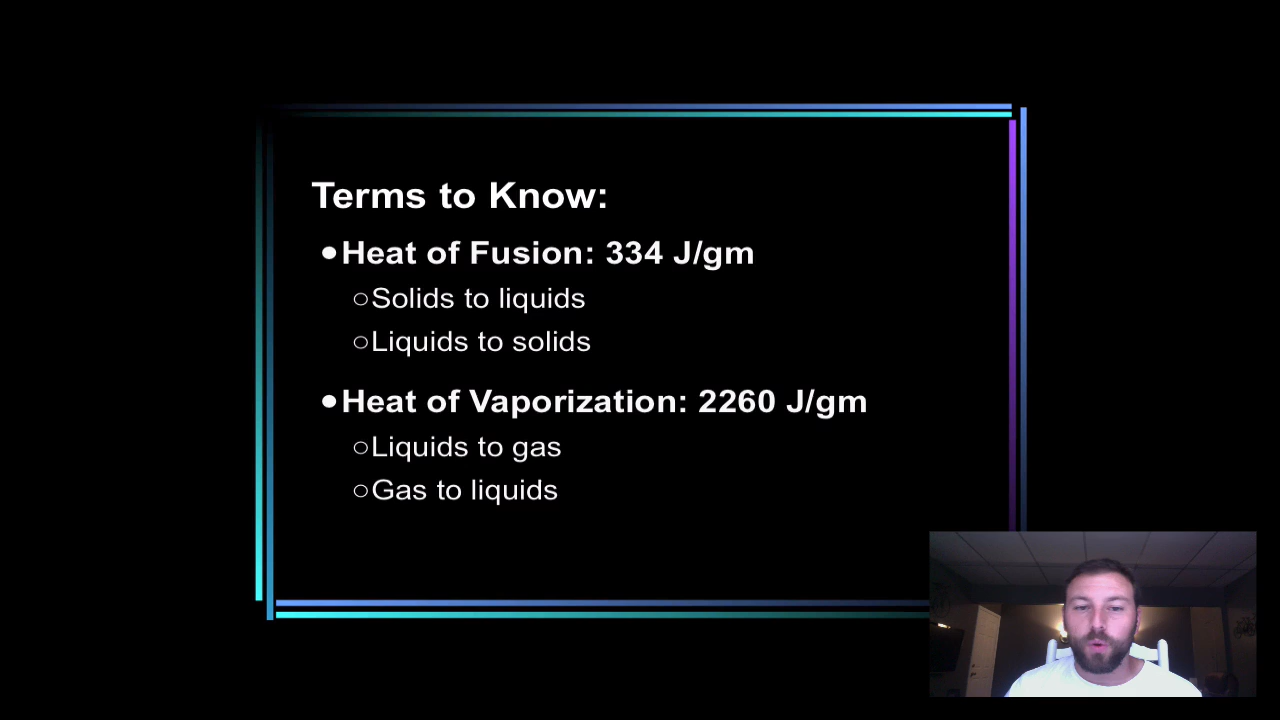 Terms to Know:
●Heat of Fusion: 334 J/gm
○Solids to liquids
○Liquids to solids
●Heat of Vaporization: 2260 J/gm
○Liquids to gas
○Gas to liquids